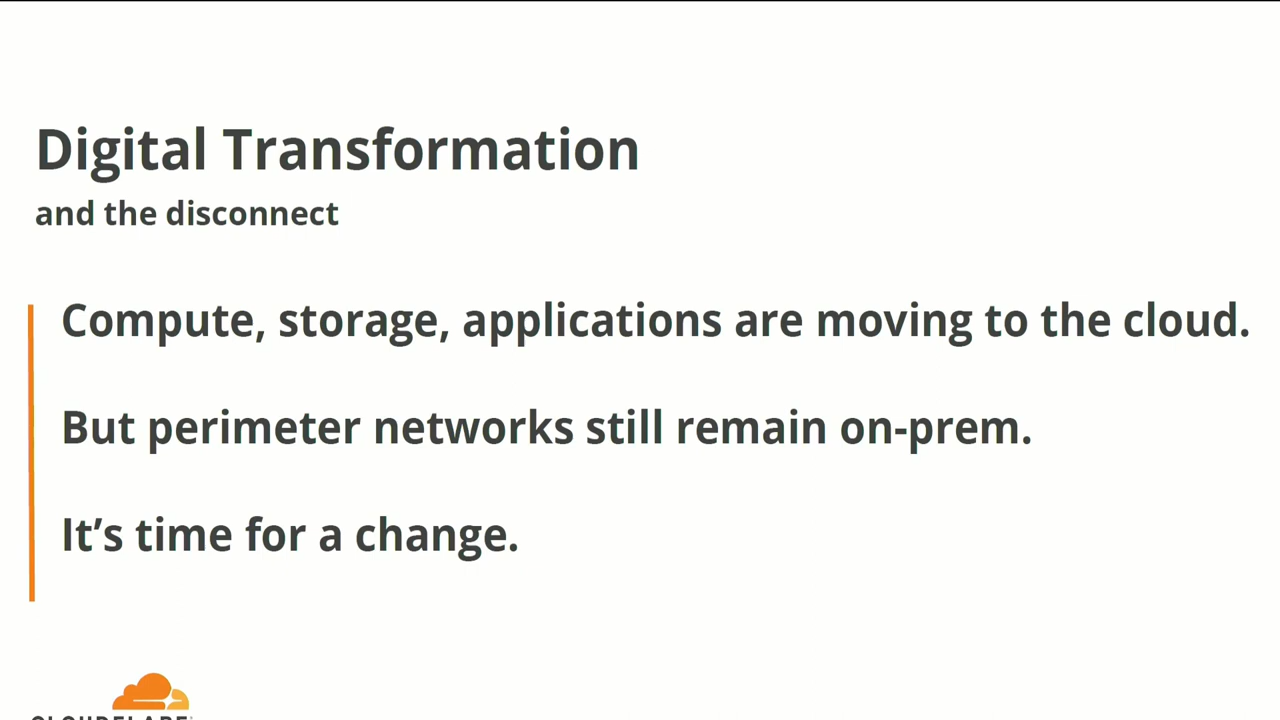 Digital Transformation
and the disconnect
Compute, storage, applications are moving to the cloud.
But perimeter networks still remain on-prem.
It’s time for a change.
CLOUDFLARE